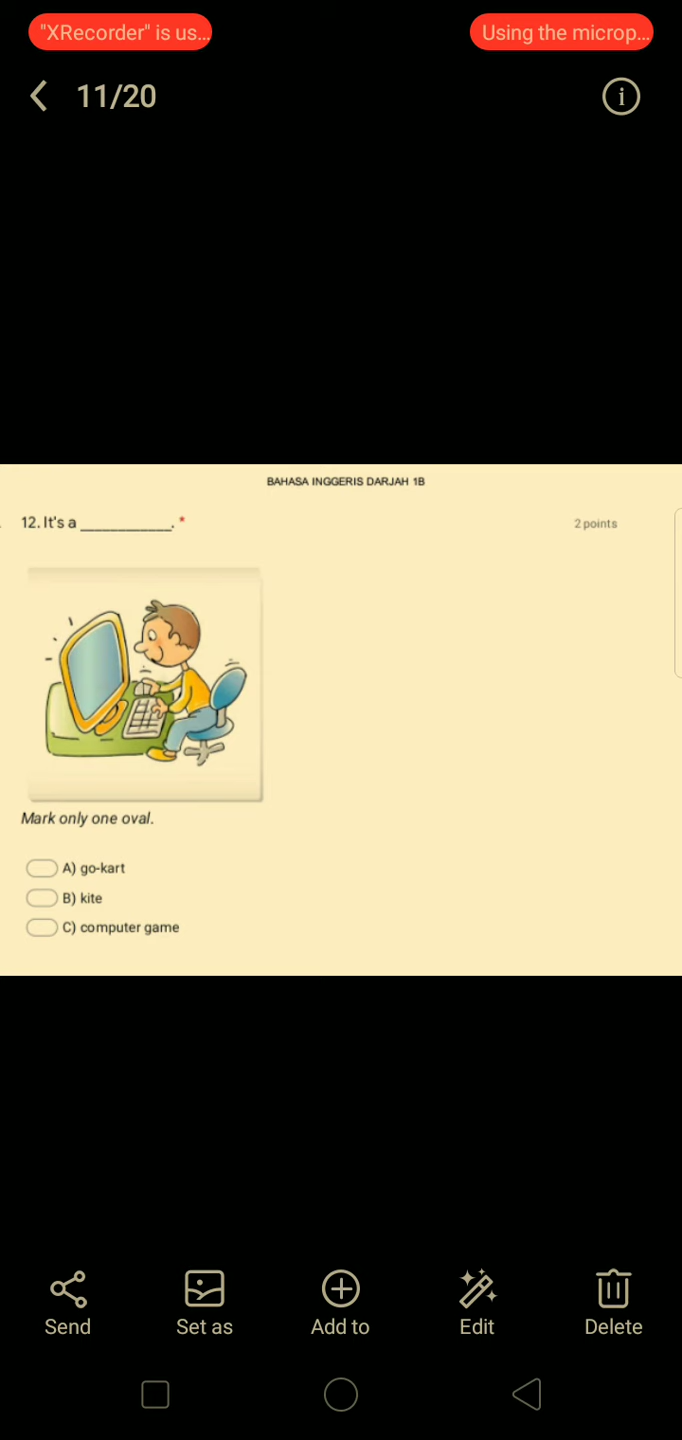 "XRecorder" is us... Using the microp...
11/20
BAHASA INGGERIS DARJAH 1B
12. It's a ____________. * 2 points
Mark only one oval.
A) go-kart
B) kite
C) computer game
Send Set as Add to Edit Delete